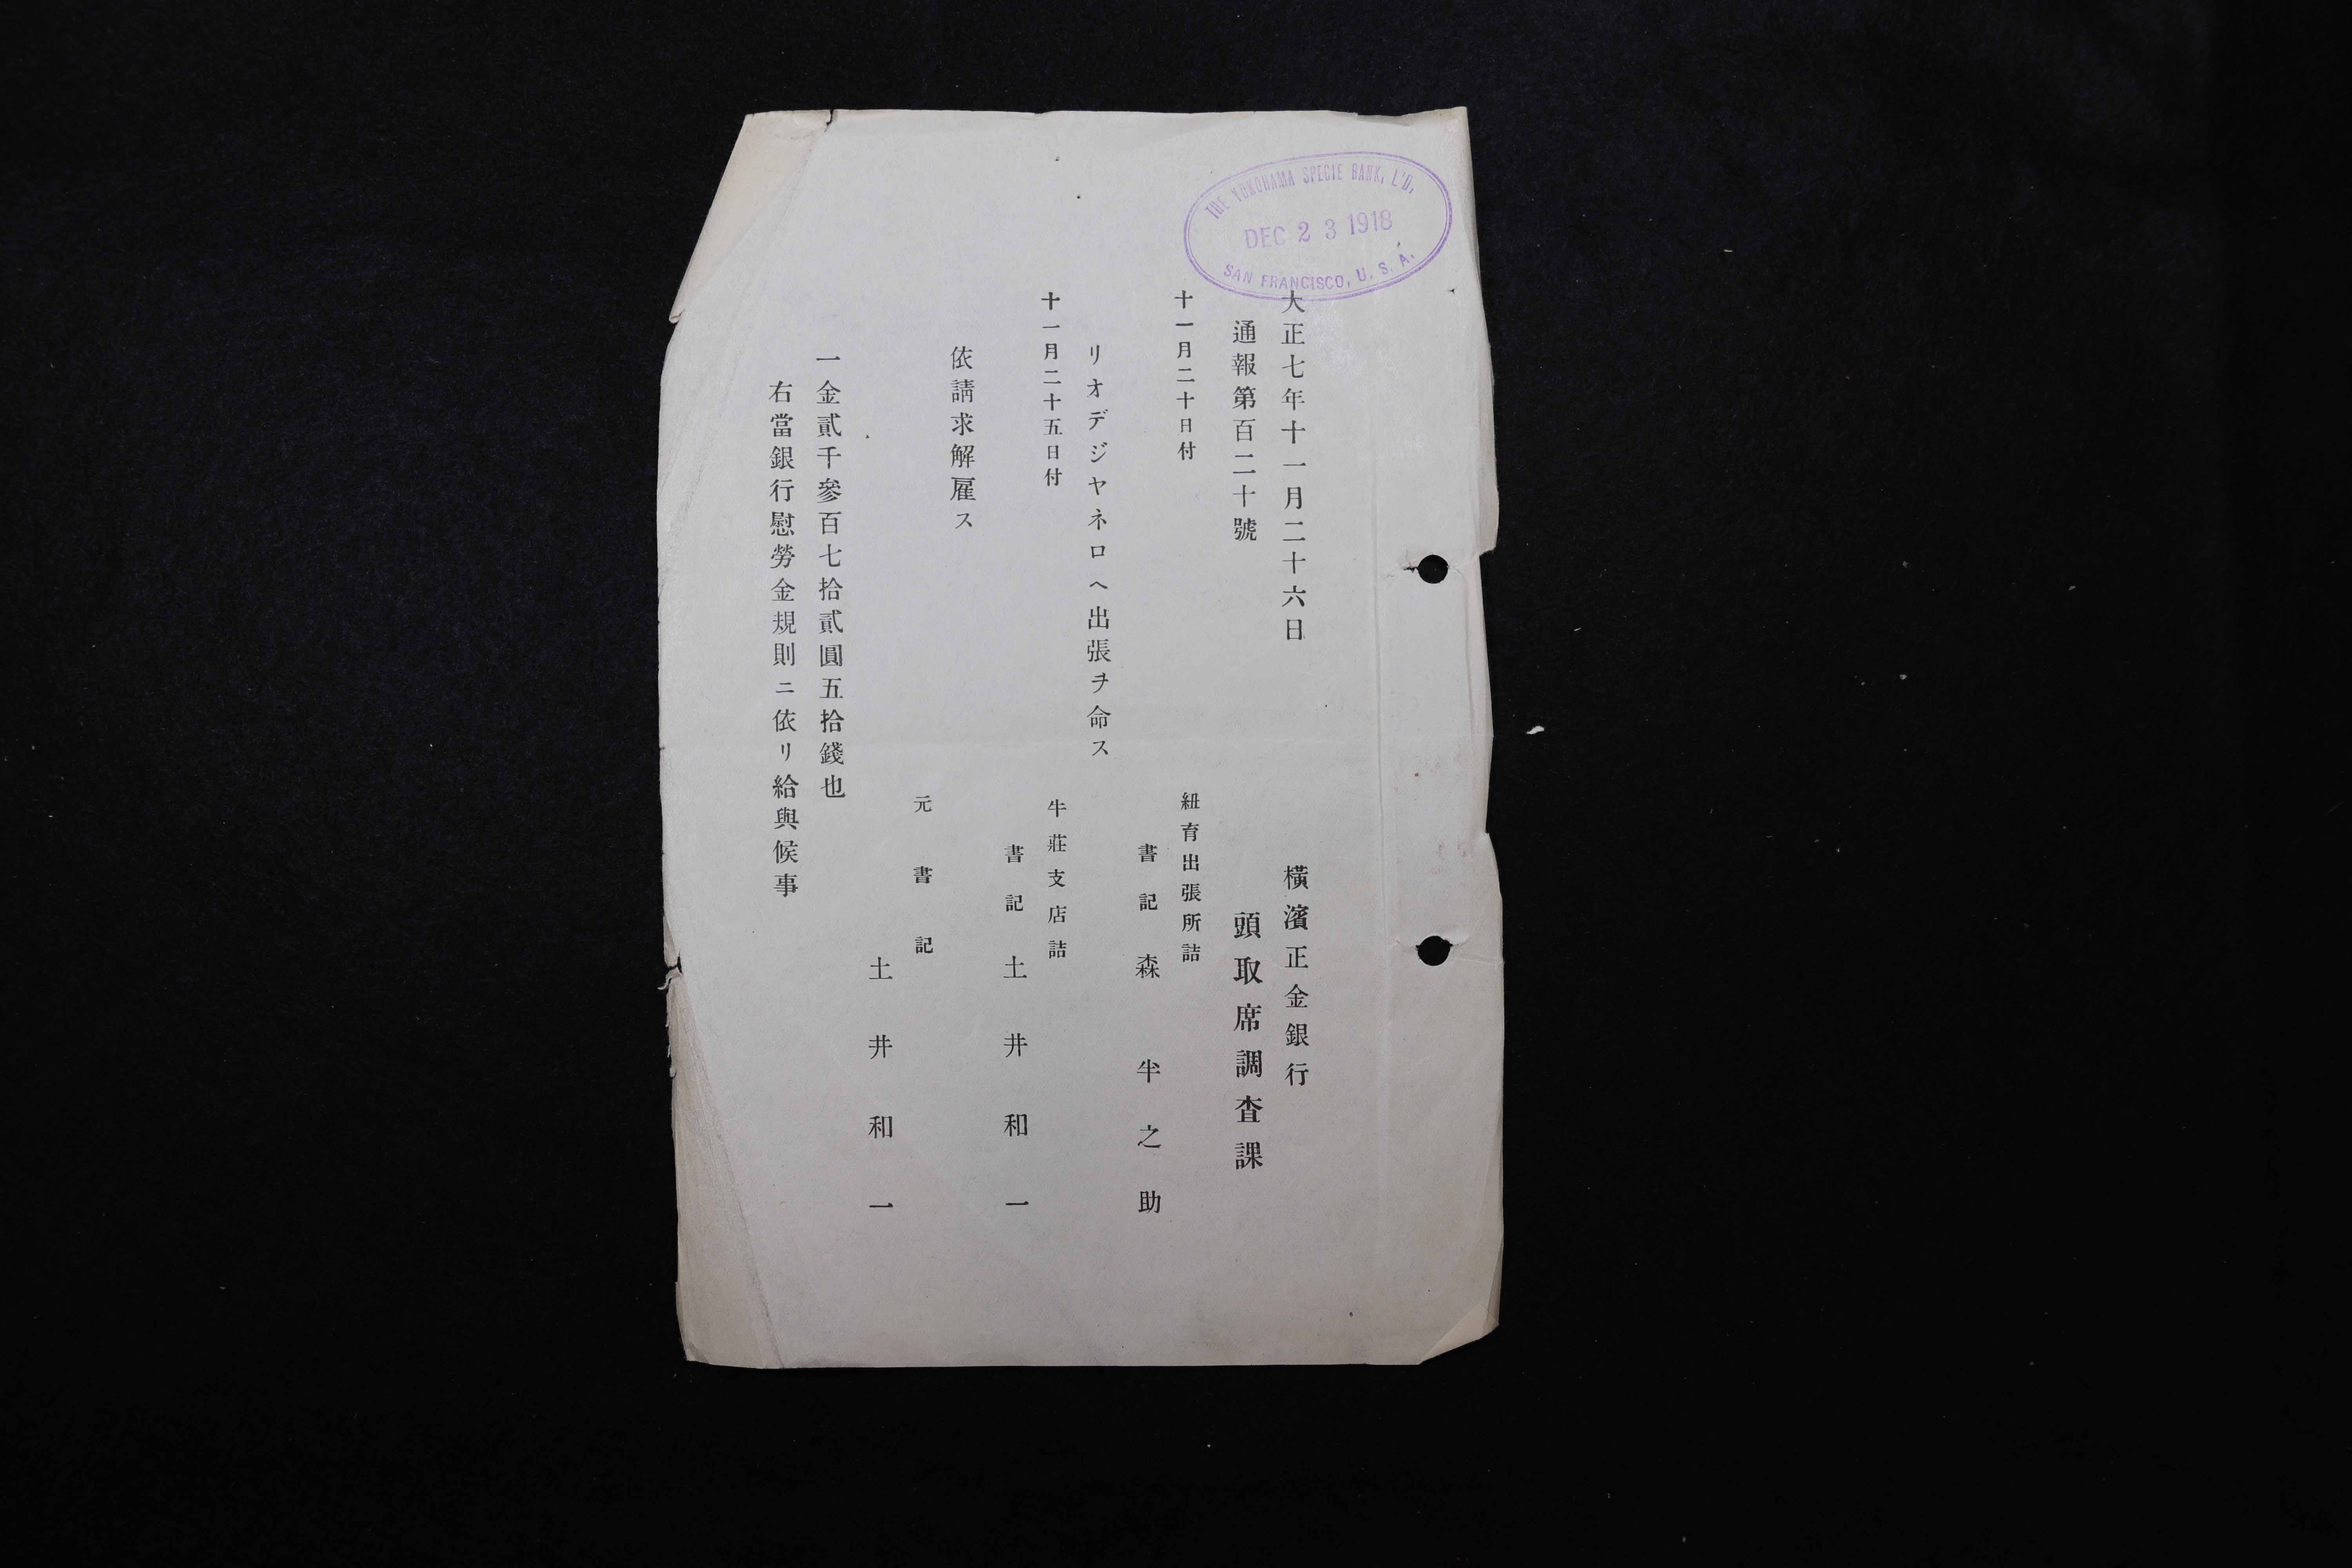 THE YOKOHAMA SPECIE BANK, L'D.
DEC 23 1918
SAN FRANCISCO, U. S. A.
大正七年十一月二十六日
橫濱正金銀行
通報第百二十號
頭取席調査課
十一月二十日付
紐育出張所詰
書記 森半之助
リオデジヤネロへ出張ヲ命ス
十一月二十五日付
牛莊支店詰
書記 土井和一
依請求解雇ス
元書記
土井和一
一金貳千參百七拾貳圓五拾錢也
右當銀行慰勞金規則ニ依リ給與候事